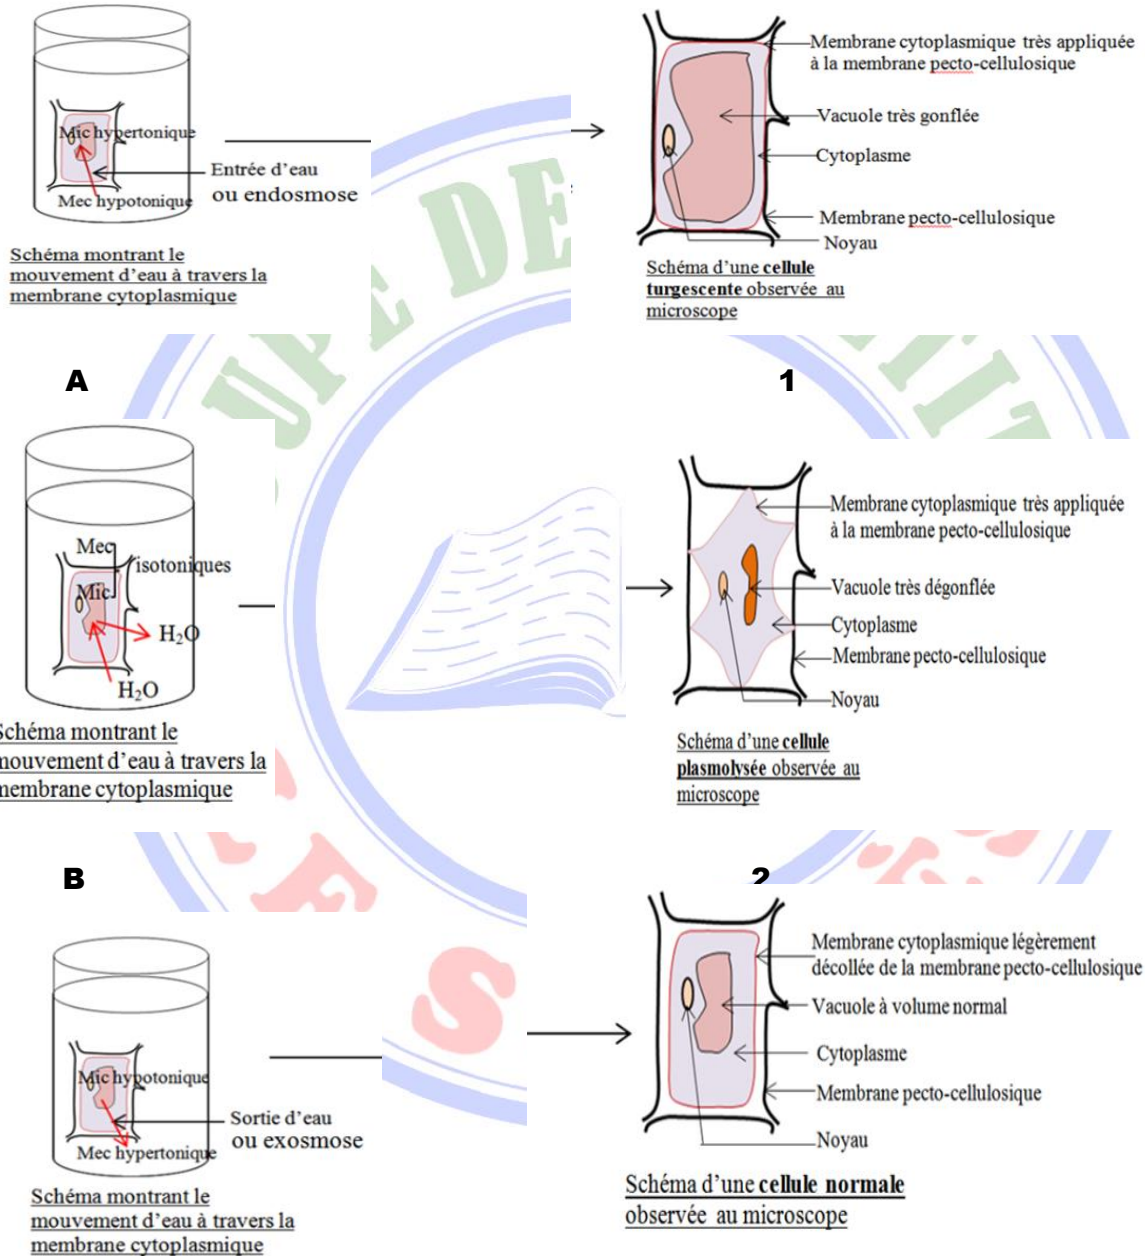 Mic hypertonique
Entrée d'eau
ou endosmose
Mec hypotonique
Schéma montrant le
mouvement d'eau à travers la
membrane cytoplasmique
Membrane cytoplasmique très appliquée
à la membrane pecto-cellulosique
Vacuole très gonflée
Cytoplasme
Membrane pecto-cellulosique
Noyau
Schéma d'une cellule
turgescente observée au
microscope
A
1
Mec
isotoniques
Mic
H₂O
H₂O
Schéma montrant le
mouvement d'eau à travers la
membrane cytoplasmique
Membrane cytoplasmique très appliquée
à la membrane pecto-cellulosique
Vacuole très dégonflée
Cytoplasme
Membrane pecto-cellulosique
Noyau
Schéma d'une cellule
plasmolysée observée au
microscope
B
2
Mic hypotonique
Sortie d'eau
ou exosmose
Mec hypertonique
Schéma montrant le
mouvement d'eau à travers la
membrane cytoplasmique
Membrane cytoplasmique légèrement
décollée de la membrane pecto-cellulosique
Vacuole à volume normal
Cytoplasme
Membrane pecto-cellulosique
Noyau
Schéma d'une cellule normale
observée au microscope